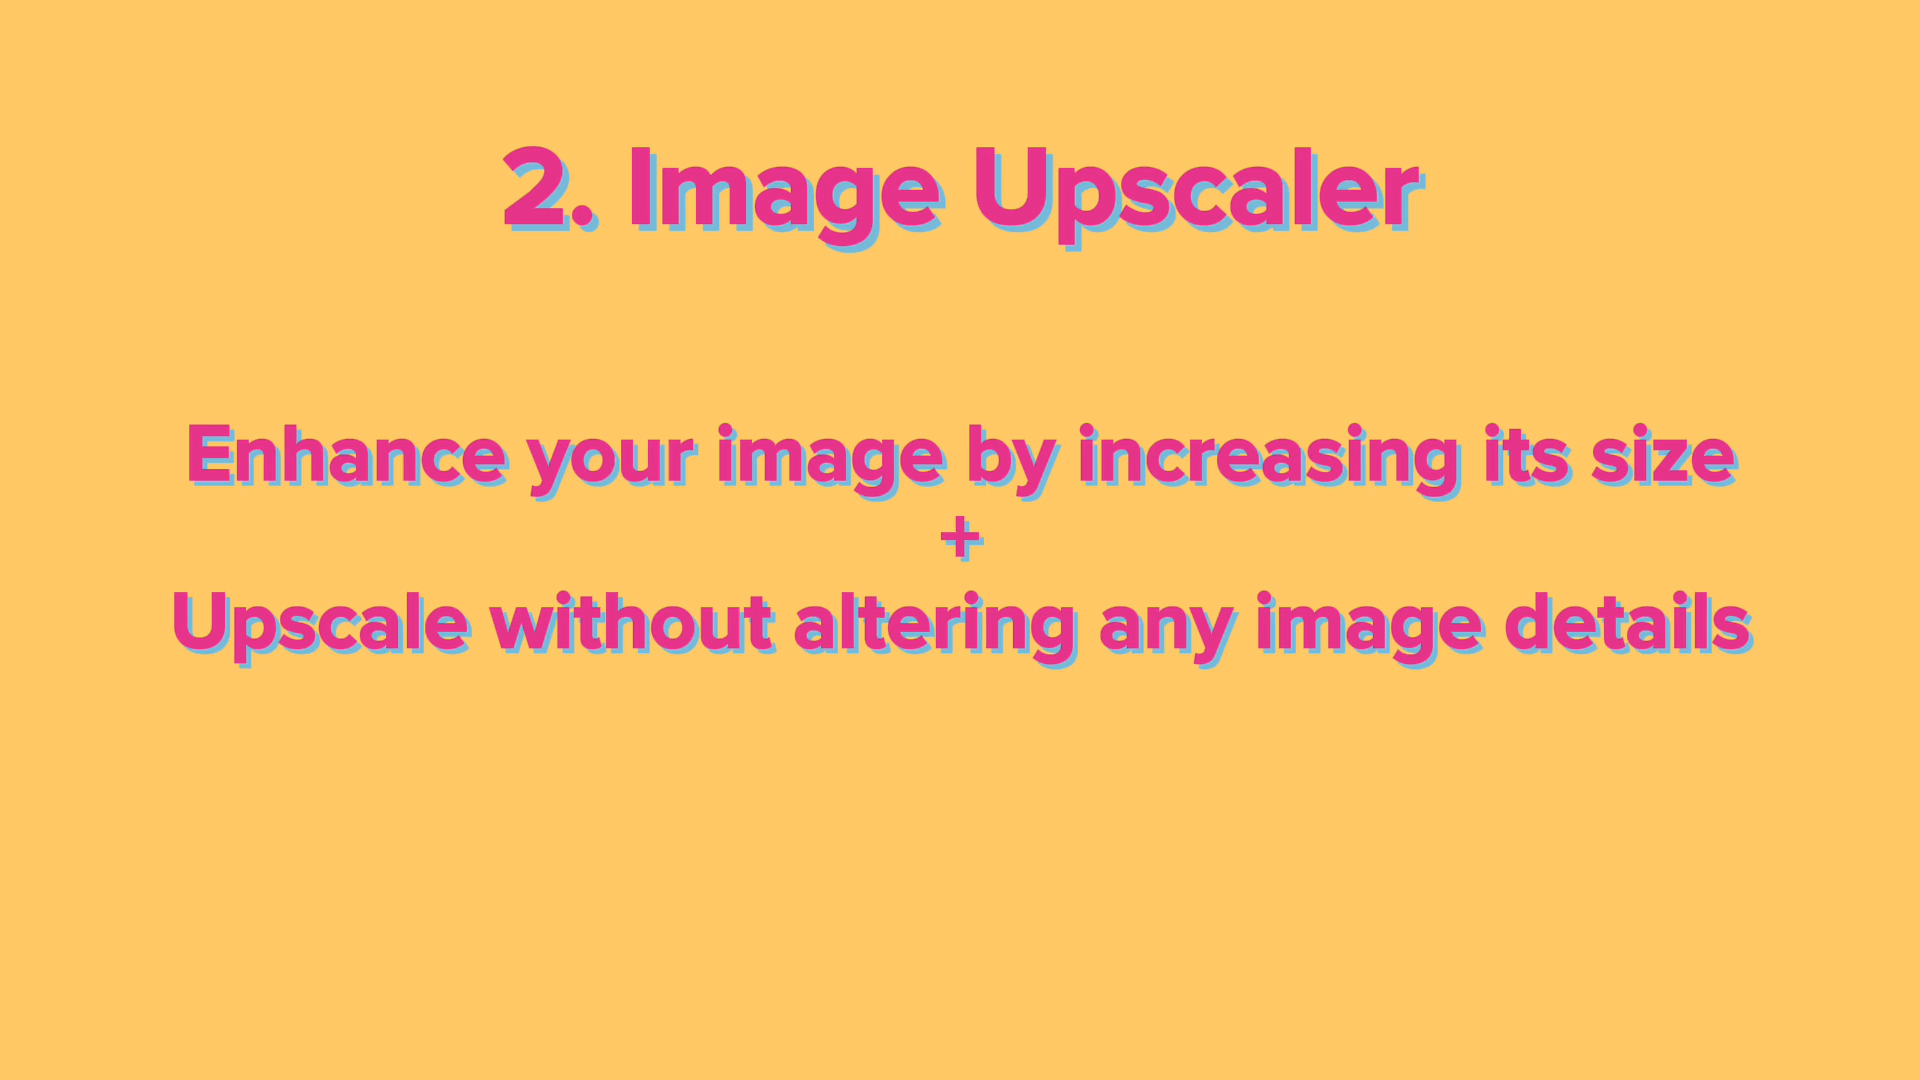 2. Image Upscaler
Enhance your image by increasing its size
+
Upscale without altering any image details